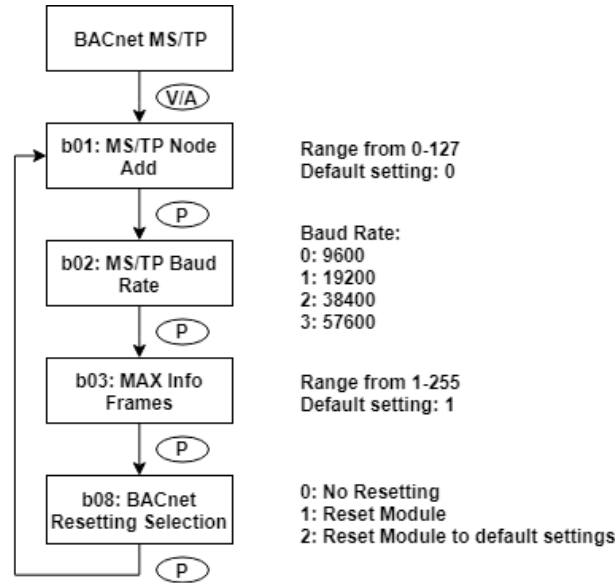 BACnet MS/TP
V/A
b01: MS/TP Node
Add
Range from 0-127
Default setting: 0
P
b02: MS/TP Baud
Rate
Baud Rate:
0: 9600
1: 19200
2: 38400
3: 57600
P
b03: MAX Info
Frames
Range from 1-255
Default setting: 1
P
b08: BACnet
Resetting Selection
0: No Resetting
1: Reset Module
2: Reset Module to default settings
P